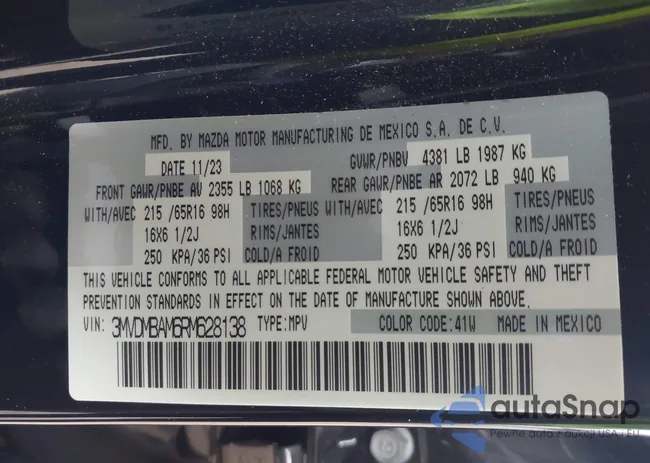 MFD. BY MAZDA MOTOR MANUFACTURING DE MEXICO S.A. DE C.V.
DATE 11/23 GVWR/PNBV 4381 LB 1987 KG
FRONT GAWR/PNBE AV 2355 LB 1068 KG REAR GAWR/PNBE AR 2072 LB 940 KG
WITH/AVEC 215 /65R16 98H TIRES/PNEUS WITH/AVEC 215 /65R16 98H TIRES/PNEUS
16X6 1/2J RIMS/JANTES 16X6 1/2J RIMS/JANTES
250 KPA/36 PSI COLD/A FROID 250 KPA/36 PSI COLD/A FROID
THIS VEHICLE CONFORMS TO ALL APPLICABLE FEDERAL MOTOR VEHICLE SAFETY AND THEFT
PREVENTION STANDARDS IN EFFECT ON THE DATE OF MANUFACTURE SHOWN ABOVE.
VIN: 3MVDMBAM6RM628138 TYPE:MPV COLOR CODE:41W MADE IN MEXICO
autoSnap
Pewne auta z aukcji USA i EU